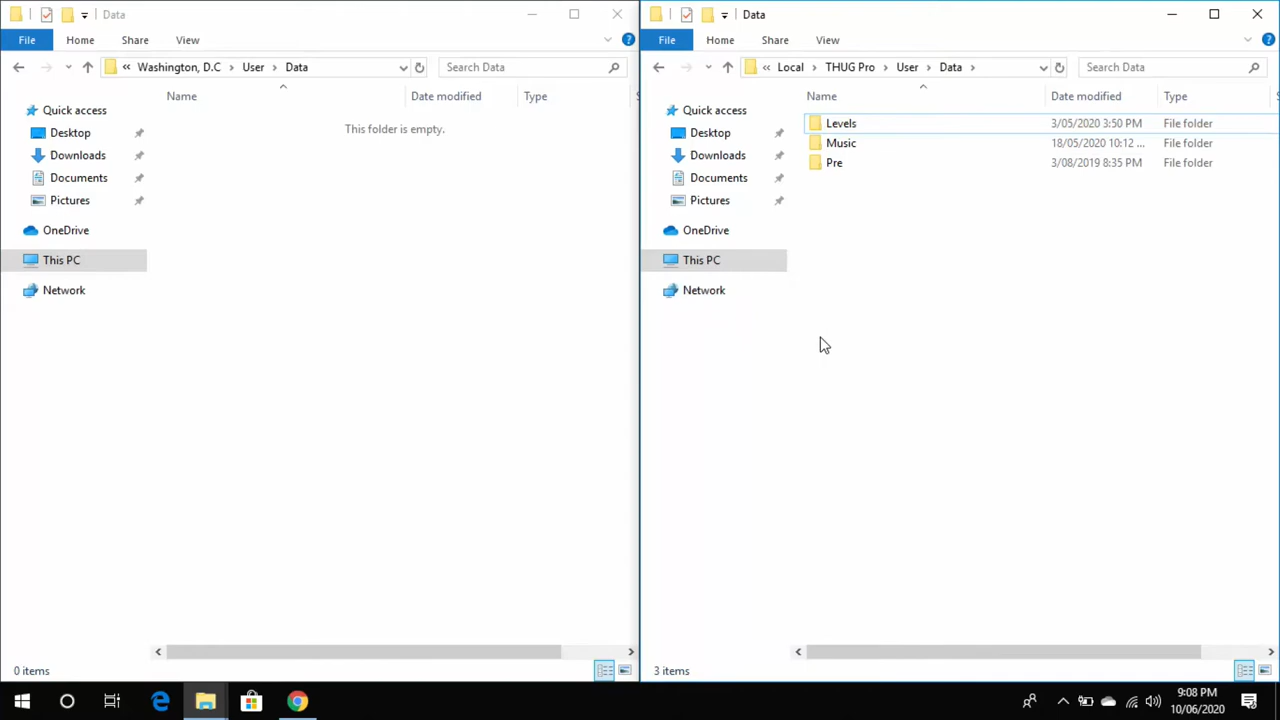 Data
File Home Share View
Washington, D.C User Data Search Data
Name Date modified Type
This folder is empty.
Quick access
Desktop
Downloads
Documents
Pictures
OneDrive
This PC
Network
0 items
Data
File Home Share View
Local THUG Pro User Data Search Data
Name Date modified Type
Levels 3/05/2020 3:50 PM File folder
Music 18/05/2020 10:12 ... File folder
Pre 3/08/2019 8:35 PM File folder
Quick access
Desktop
Downloads
Documents
Pictures
OneDrive
This PC
Network
3 items
9:08 PM
10/06/2020